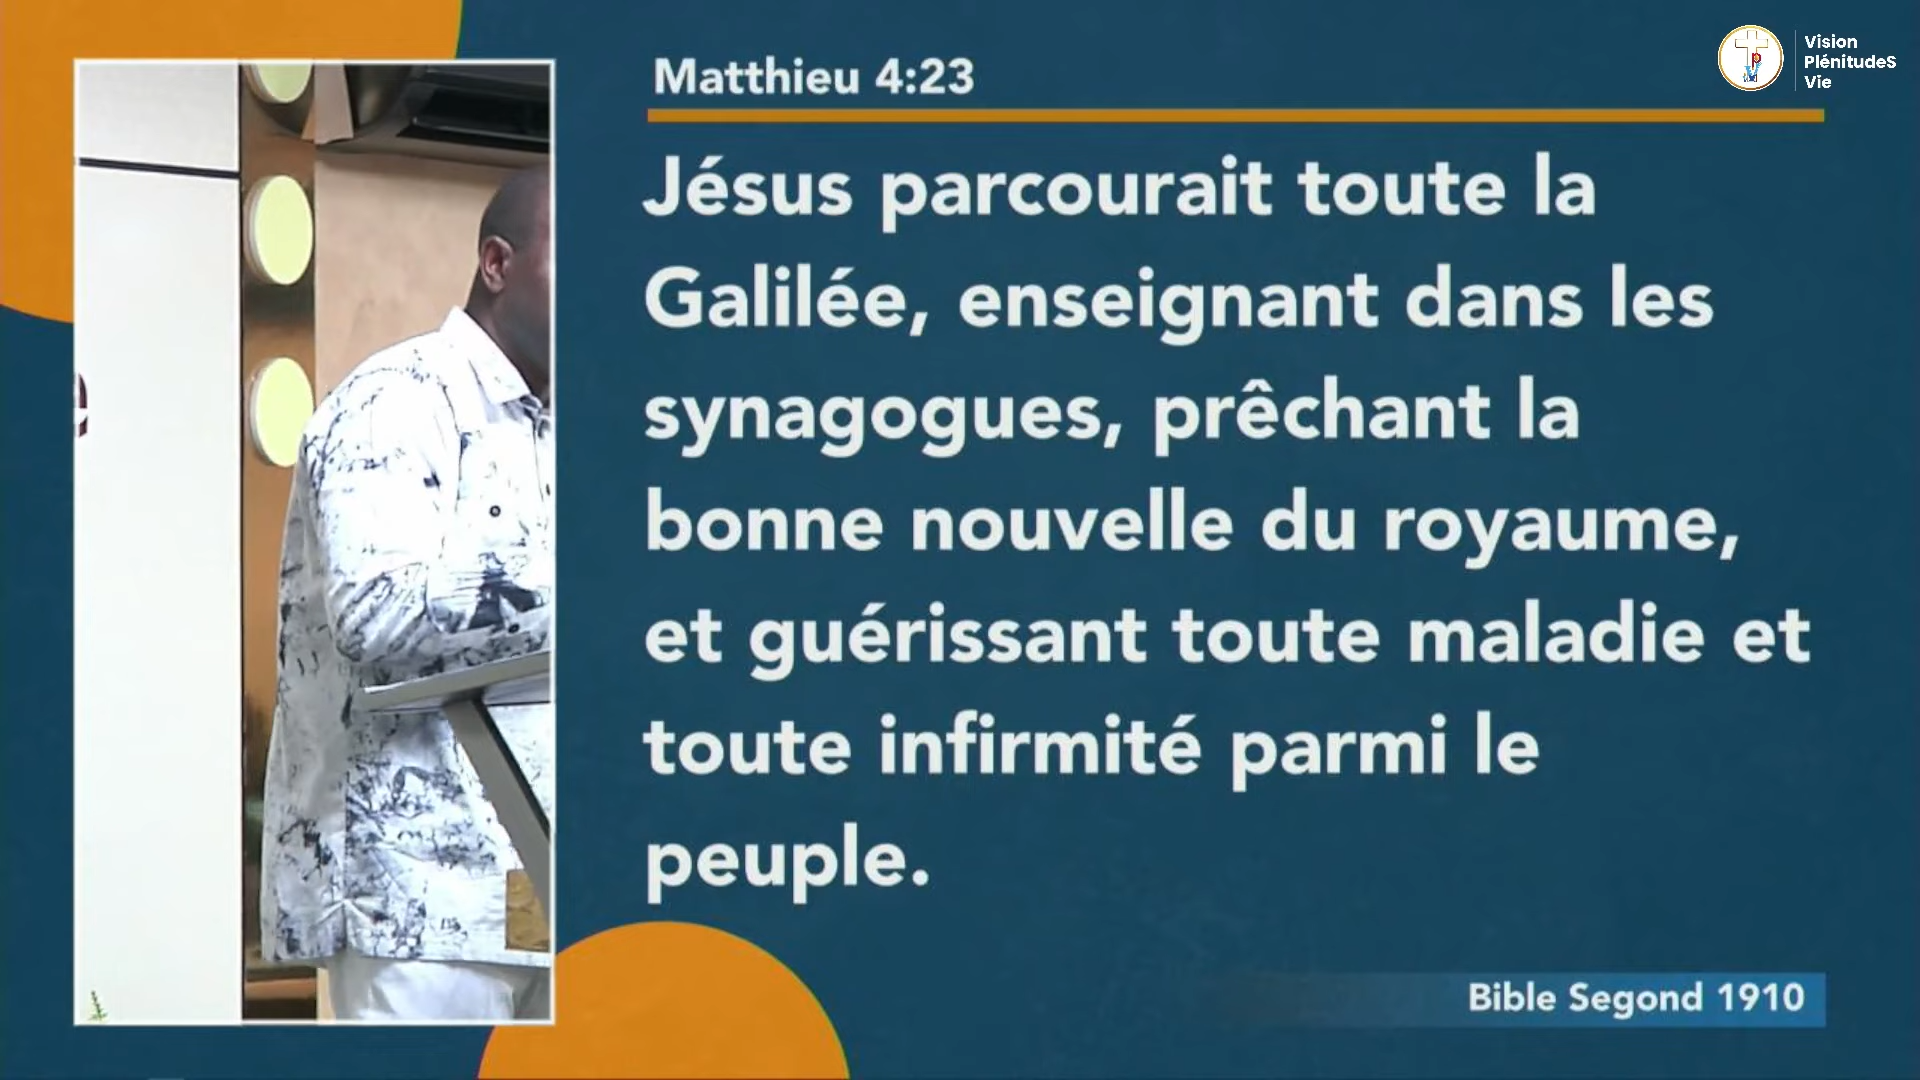 Matthieu 4:23
Vision
PlénitudeS
Vie
Jésus parcourait toute la
Galilée, enseignant dans les
synagogues, prêchant la
bonne nouvelle du royaume,
et guérissant toute maladie et
toute infirmité parmi le
peuple.
Bible Segond 1910